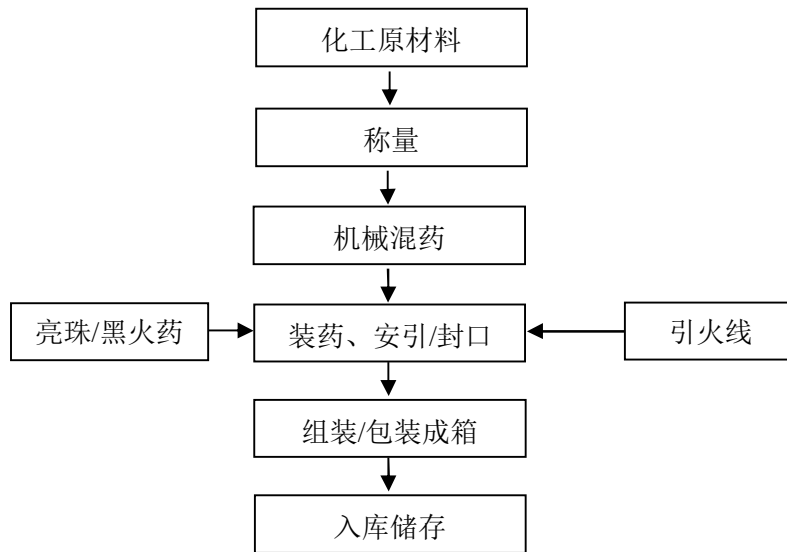 化工原材料
称量
机械混药
亮珠/黑火药
装药、安引/封口
引火线
组装/包装成箱
入库储存